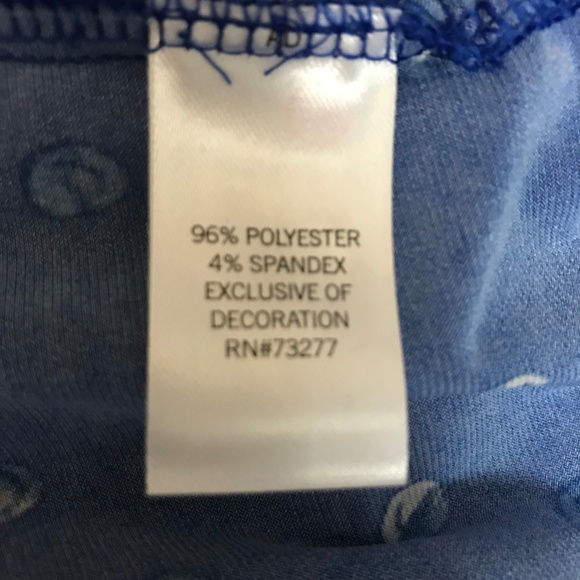 96% POLYESTER
4% SPANDEX
EXCLUSIVE OF
DECORATION
RN#73277